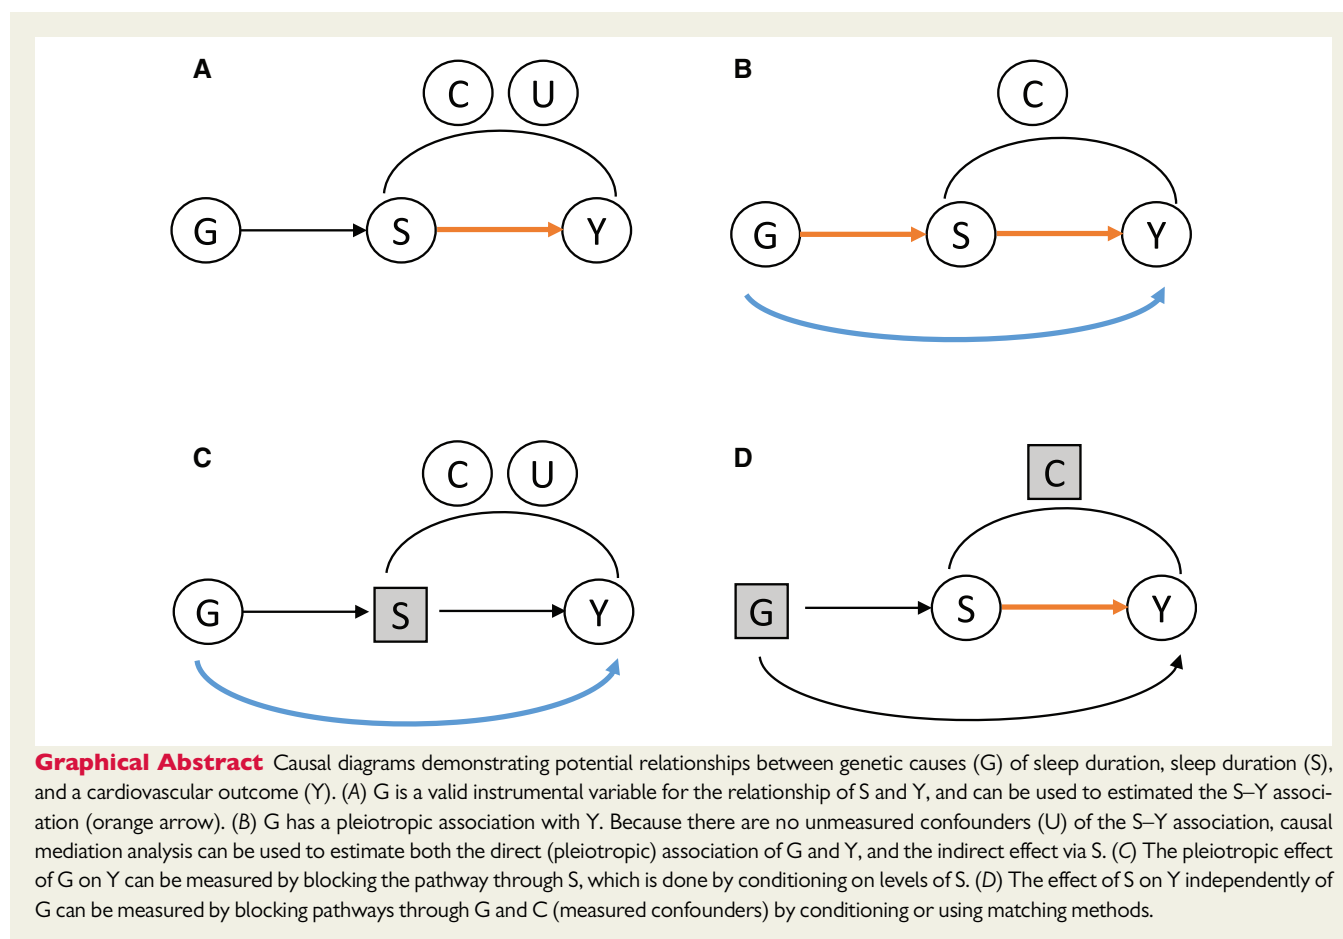 A
B
C U
C
G S Y
G S Y
C
D
C U
C
G S Y
G S Y
Graphical Abstract Causal diagrams demonstrating potential relationships between genetic causes (G) of sleep duration, sleep duration (S),
and a cardiovascular outcome (Y). (A) G is a valid instrumental variable for the relationship of S and Y, and can be used to estimated the S–Y associ-
ation (orange arrow). (B) G has a pleiotropic association with Y. Because there are no unmeasured confounders (U) of the S–Y association, causal
mediation analysis can be used to estimate both the direct (pleiotropic) association of G and Y, and the indirect effect via S. (C) The pleiotropic effect
of G on Y can be measured by blocking the pathway through S, which is done by conditioning on levels of S. (D) The effect of S on Y independently of
G can be measured by blocking pathways through G and C (measured confounders) by conditioning or using matching methods.